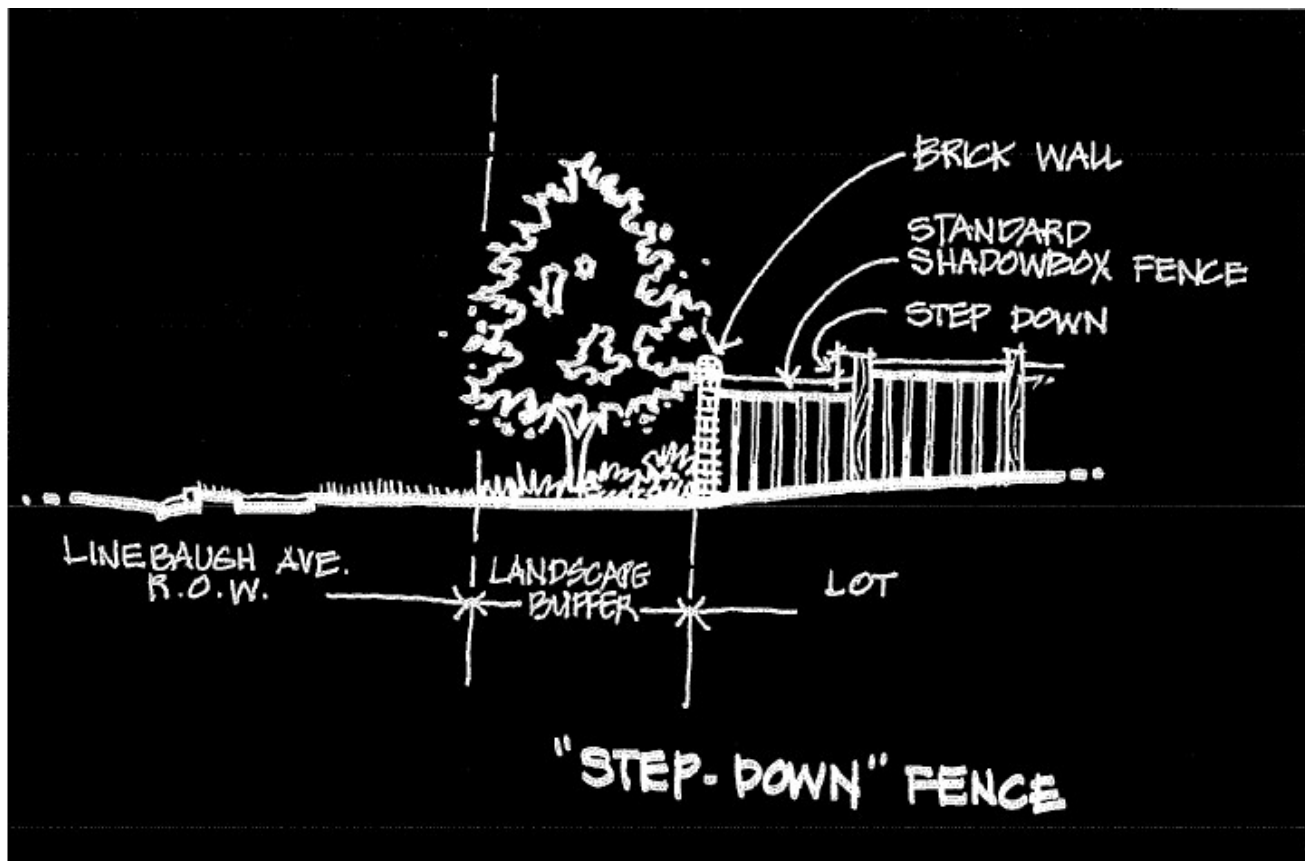 BRICK WALL
STANDARD
SHADOWBOX FENCE
STEP DOWN
LINEBAUGH AVE.
R.O.W.
LANDSCAPE
BUFFER
LOT
"STEP-DOWN" FENCE